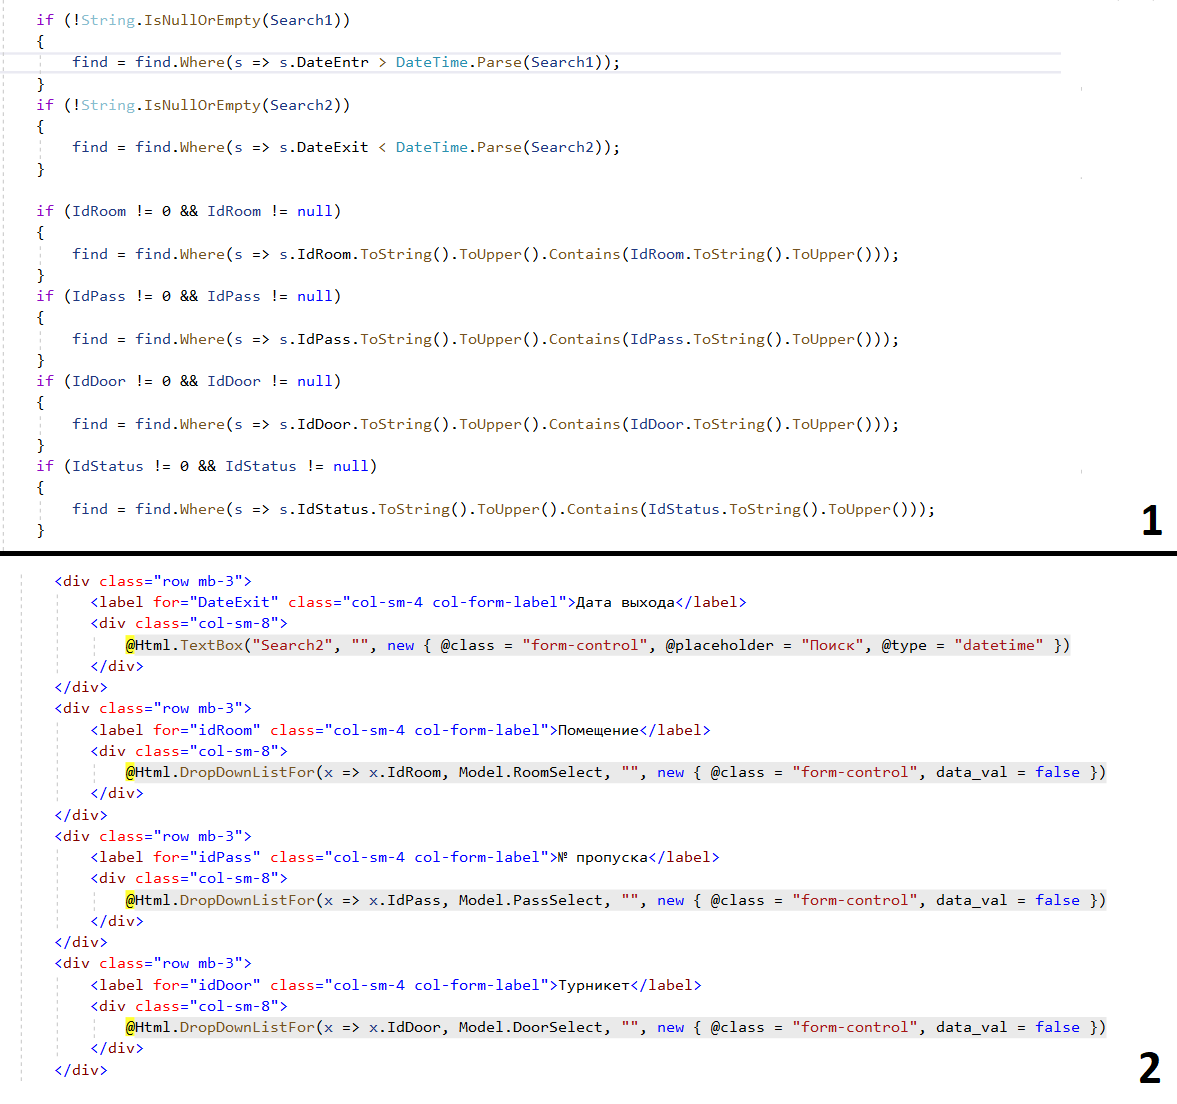 if (!String.IsNullOrEmpty(Search1))
{
    find = find.Where(s => s.DateEntr > DateTime.Parse(Search1));
}
if (!String.IsNullOrEmpty(Search2))
{
    find = find.Where(s => s.DateExit < DateTime.Parse(Search2));
}
if (IdRoom != 0 && IdRoom != null)
{
    find = find.Where(s => s.IdRoom.ToString().ToUpper().Contains(IdRoom.ToString().ToUpper()));
}
if (IdPass != 0 && IdPass != null)
{
    find = find.Where(s => s.IdPass.ToString().ToUpper().Contains(IdPass.ToString().ToUpper()));
}
if (IdDoor != 0 && IdDoor != null)
{
    find = find.Where(s => s.IdDoor.ToString().ToUpper().Contains(IdDoor.ToString().ToUpper()));
}
if (IdStatus != 0 && IdStatus != null)
{
    find = find.Where(s => s.IdStatus.ToString().ToUpper().Contains(IdStatus.ToString().ToUpper()));
}
1
<div class="row mb-3">
    <label for="DateExit" class="col-sm-4 col-form-label">Дата выхода</label>
    <div class="col-sm-8">
        @Html.TextBox("Search2", "", new { @class = "form-control", @placeholder = "Поиск", @type = "datetime" })
    </div>
</div>
<div class="row mb-3">
    <label for="idRoom" class="col-sm-4 col-form-label">Помещение</label>
    <div class="col-sm-8">
        @Html.DropDownListFor(x => x.IdRoom, Model.RoomSelect, "", new { @class = "form-control", data_val = false })
    </div>
</div>
<div class="row mb-3">
    <label for="idPass" class="col-sm-4 col-form-label">№ пропуска</label>
    <div class="col-sm-8">
        @Html.DropDownListFor(x => x.IdPass, Model.PassSelect, "", new { @class = "form-control", data_val = false })
    </div>
</div>
<div class="row mb-3">
    <label for="idDoor" class="col-sm-4 col-form-label">Турникет</label>
    <div class="col-sm-8">
        @Html.DropDownListFor(x => x.IdDoor, Model.DoorSelect, "", new { @class = "form-control", data_val = false })
    </div>
</div>
2